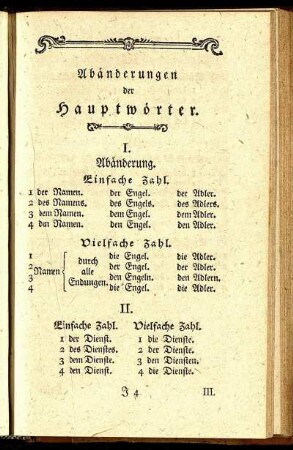 Abänderungen
der
Hauptwörter.
I.
Abänderung.
Einfache Zahl.
1 der Namen. der Engel. der Adler.
2 des Namens. des Engels. des Adlers.
3 dem Namen. dem Engel. dem Adler.
4 den Namen. den Engel. den Adler.
Vielfache Zahl.
1 die Engel. die Adler.
2 durch der Engel. der Adler.
3 Namen alle den Engeln. den Adlern.
4 Endungen. die Engel. die Adler.
II.
Einfache Zahl. Vielfache Zahl.
1 der Dienst. 1 die Dienste.
2 des Dienstes. 2 der Dienste.
3 dem Dienste. 3 den Diensten.
4 den Dienst. 4 die Dienste.
J 4 III.